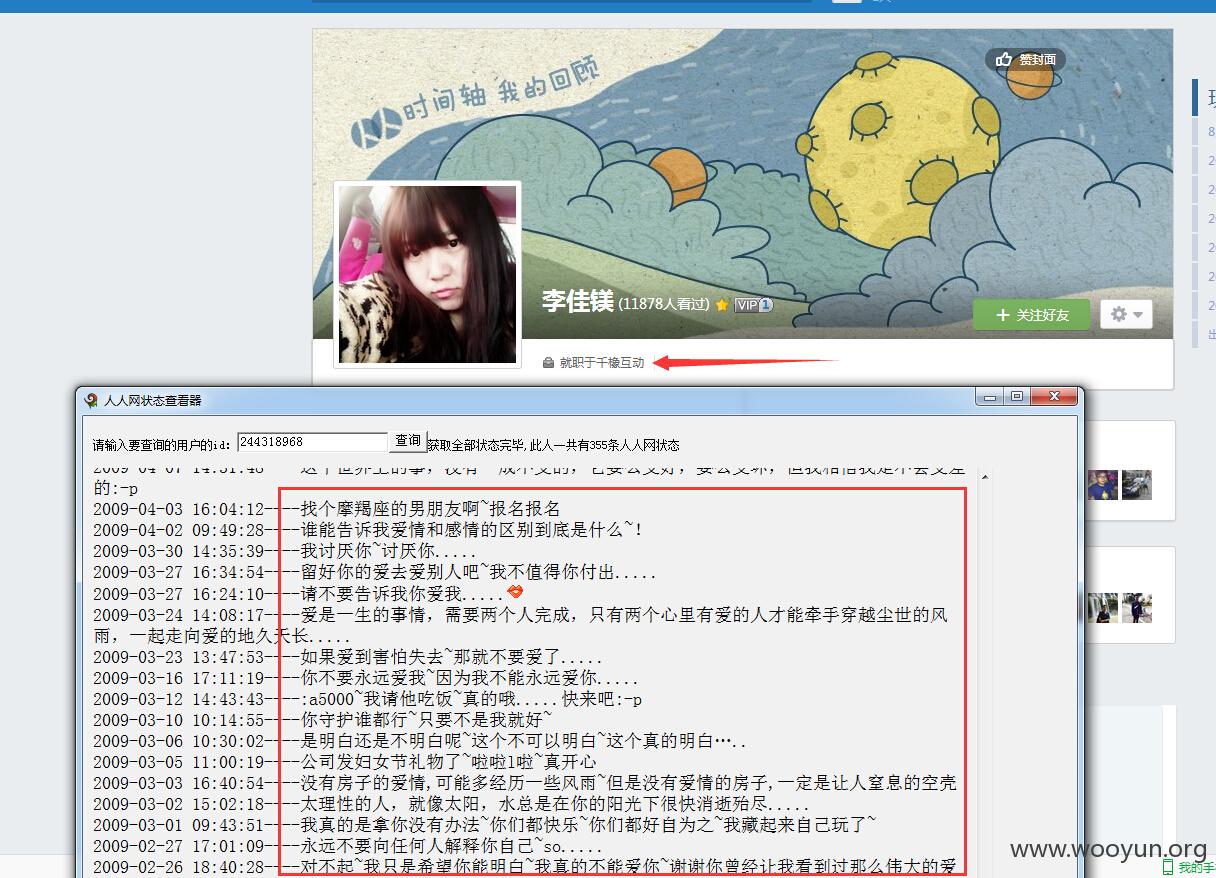 时间轴 我的回顾
赞封面
李佳镁 (11878人看过) VIP 1
+ 关注好友
就职于千橡互动
人人网状态查看器
请输入要查询的用户的id: 244318968 查询 获取全部状态完毕,此人一共有355条人人网状态
的:-p
2009-04-03 16:04:12----找个摩羯座的男朋友啊~报名报名
2009-04-02 09:49:28----谁能告诉我爱情和感情的区别到底是什么~!
2009-03-30 14:35:39----我讨厌你~讨厌你.....
2009-03-27 16:34:54----留好你的爱去爱别人吧~我不值得你付出.....
2009-03-27 16:24:10----请不要告诉我你爱我.....
2009-03-24 14:08:17----爱是一生的事情，需要两个人完成，只有两个心里有爱的人才能牵手穿越尘世的风
雨，一起走向爱的地久天长.....
2009-03-23 13:47:53----如果爱到害怕失去~那就不要爱了.....
2009-03-16 17:11:19----你不要永远爱我~因为我不能永远爱你.....
2009-03-12 14:43:43----:a5000~我请他吃饭~真的哦.....快来吧:-p
2009-03-10 10:14:55----你守护谁都行~只要不是我就好~
2009-03-06 10:30:02----是明白还是不明白呢~这个不可以明白~这个真的明白…..
2009-03-05 11:00:19----公司发妇女节礼物了~啦啦l啦~真开心
2009-03-03 16:40:54----没有房子的爱情,可能多经历一些风雨~但是没有爱情的房子,一定是让人窒息的空壳
2009-03-02 15:02:18----太理性的人，就像太阳，水总是在你的阳光下很快消逝殆尽.....
2009-03-01 09:43:51----我真的是拿你没有办法~你们都快乐~你们都好自为之~我藏起来自己玩了~
2009-02-27 17:01:09----永远不要向任何人解释你自己~so.....
2009-02-26 18:40:28----对不起~我只是希望你能明白~我真的不能爱你~谢谢你曾经让我看到过那么伟大的爱
www.wooyun.org
我的手